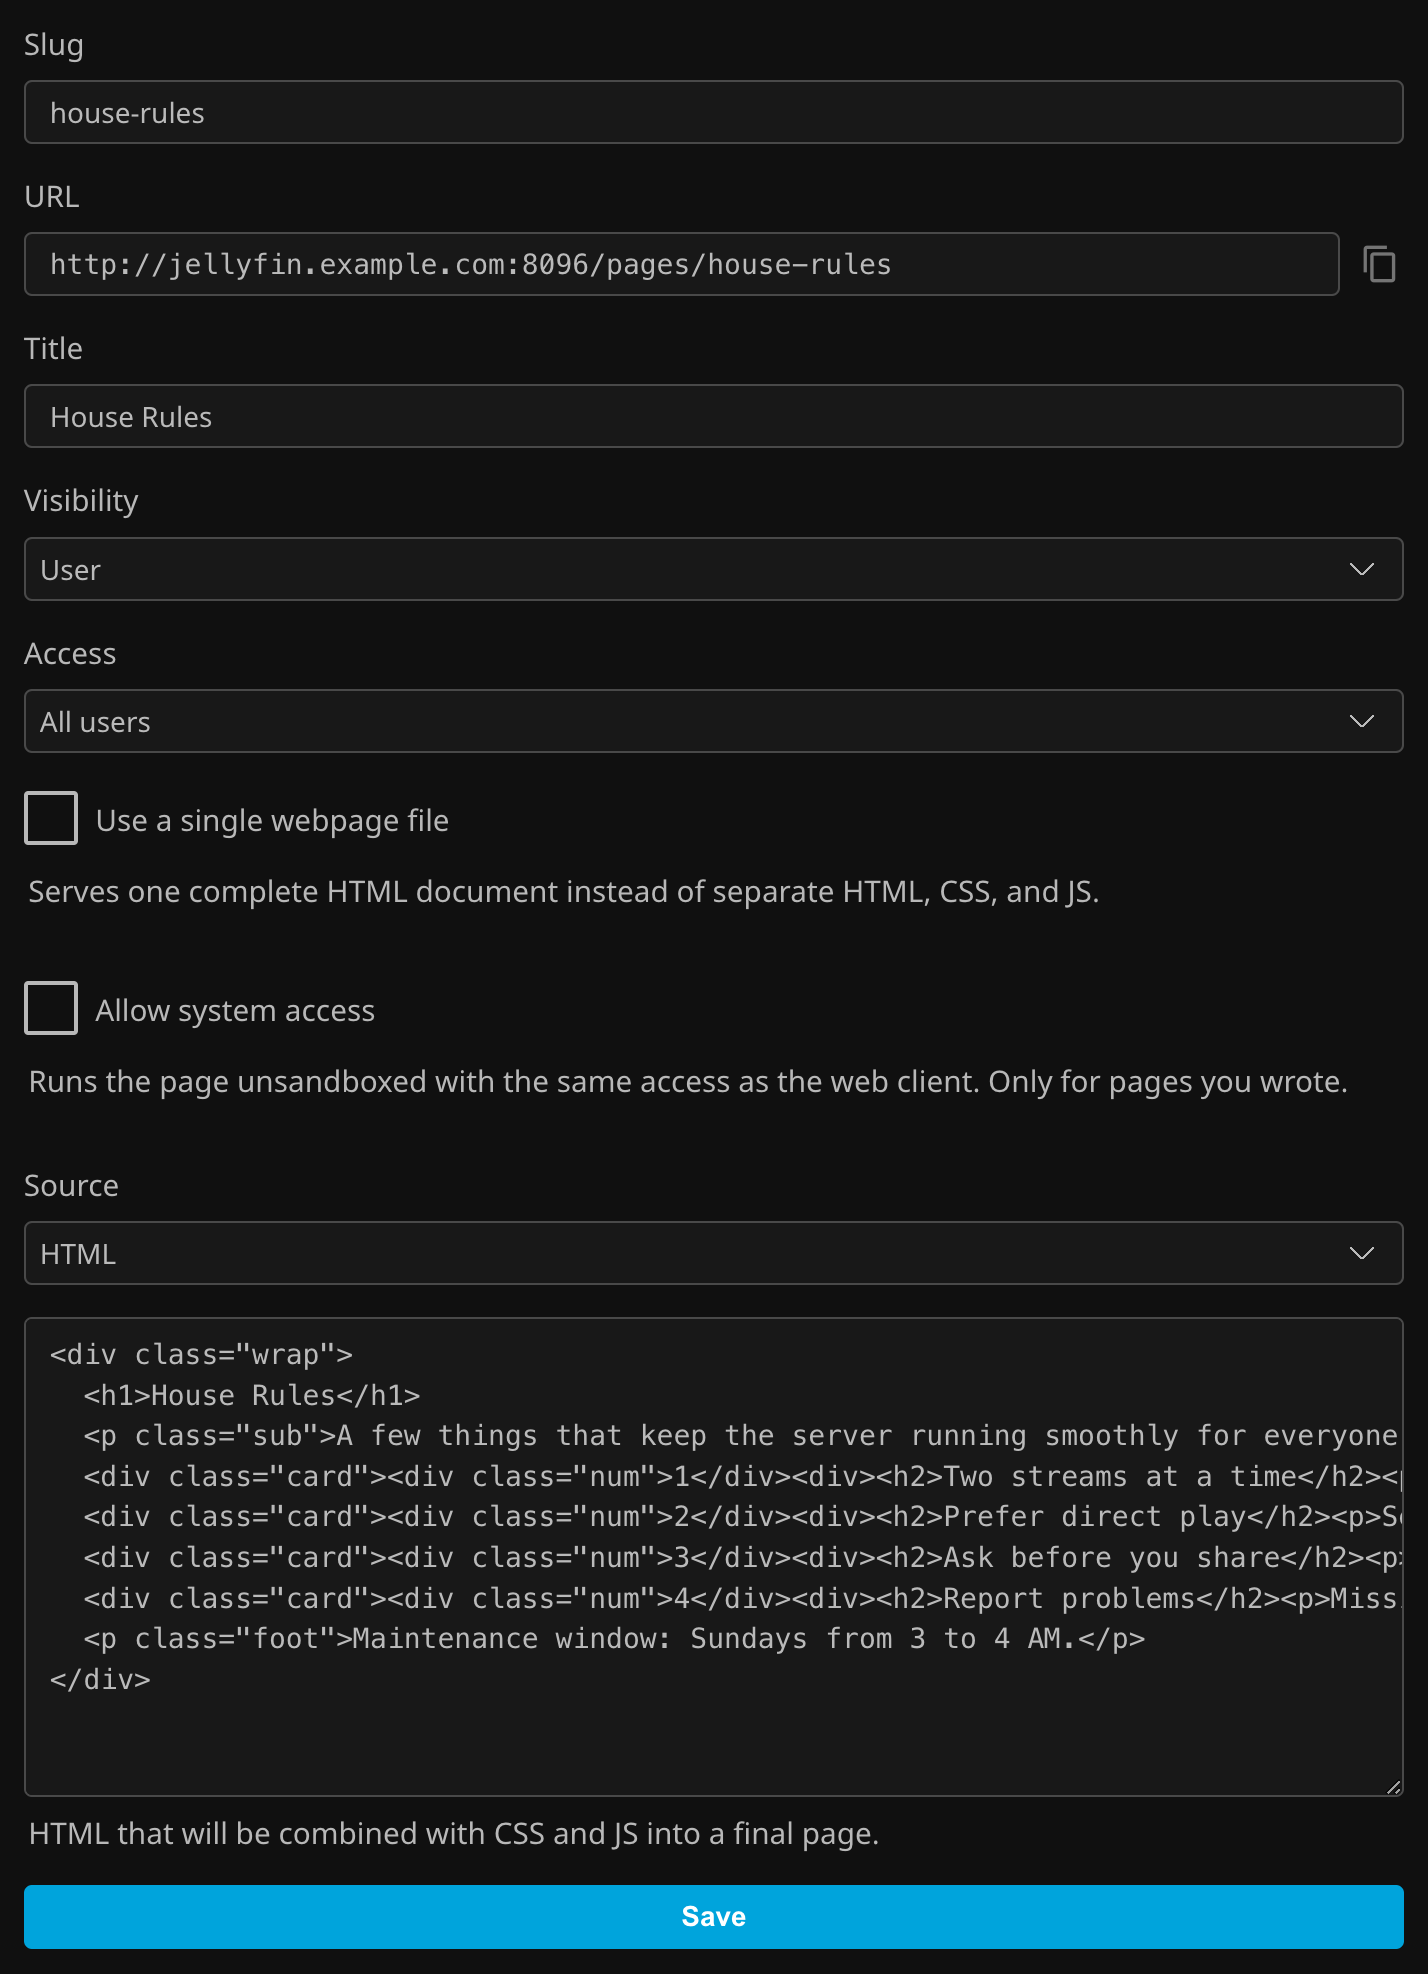 Slug
house-rules
URL
http://jellyfin.example.com:8096/pages/house-rules
Title
House Rules
Visibility
User
Access
All users
Use a single webpage file
Serves one complete HTML document instead of separate HTML, CSS, and JS.
Allow system access
Runs the page unsandboxed with the same access as the web client. Only for pages you wrote.
Source
HTML
<div class="wrap">
  <h1>House Rules</h1>
  <p class="sub">A few things that keep the server running smoothly for everyone
  <div class="card"><div class="num">1</div><div><h2>Two streams at a time</h2><p
  <div class="card"><div class="num">2</div><div><h2>Prefer direct play</h2><p>S
  <div class="card"><div class="num">3</div><div><h2>Ask before you share</h2><p>
  <div class="card"><div class="num">4</div><div><h2>Report problems</h2><p>Miss
  <p class="foot">Maintenance window: Sundays from 3 to 4 AM.</p>
</div>
HTML that will be combined with CSS and JS into a final page.
Save